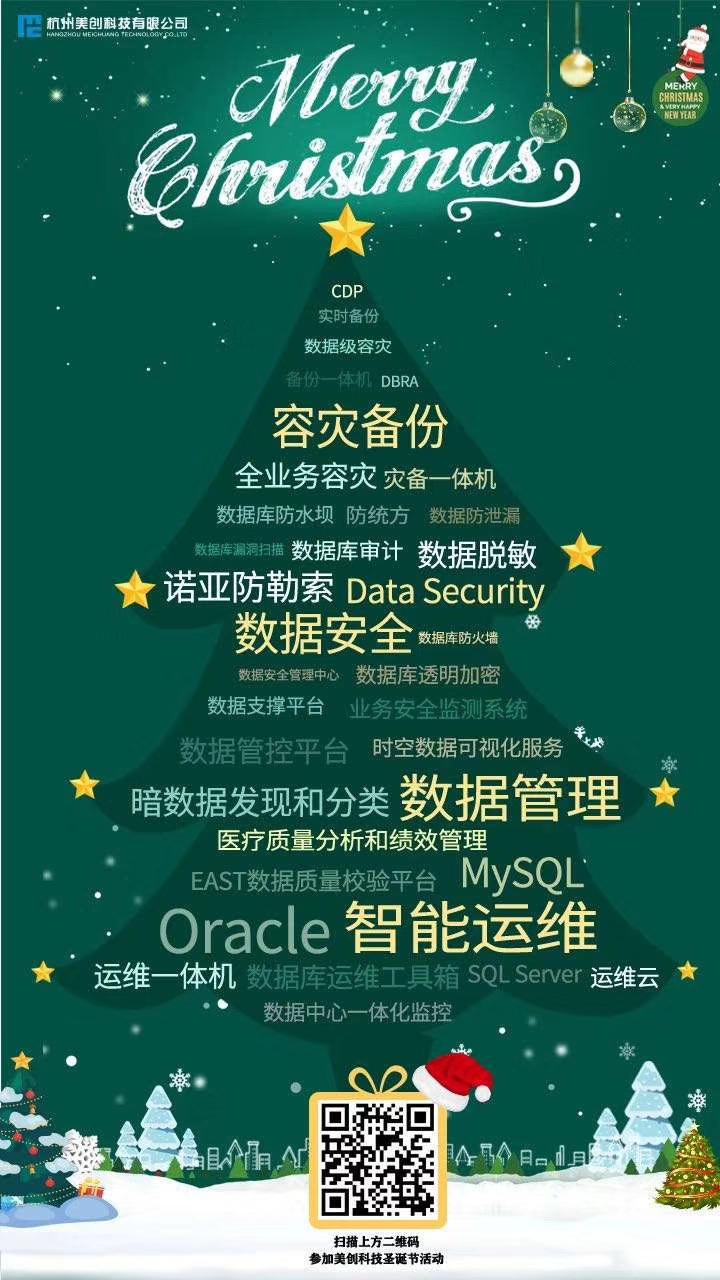 杭州美创科技有限公司
HANGZHOU MEICHUANG TECHNOLOGY CO.,LTD
Merry
Christmas
MERRY
CHRISTMAS
& VERY HAPPY
NEW YEAR
CDP
实时备份
数据级容灾
备份一体机 DBRA
容灾备份
全业务容灾 灾备一体机
数据库防水坝 防统方 数据防泄漏
数据库漏洞扫描 数据库审计 数据脱敏
诺亚防勒索 Data Security
数据安全 数据库防火墙
数据安全管理中心 数据库透明加密
数据支撑平台 业务安全监测系统
数据管控平台 时空数据可视化服务
暗数据发现和分类 数据管理
医疗质量分析和绩效管理
EAST数据质量校验平台 MySQL
Oracle 智能运维
运维一体机 数据库运维工具箱 SQL Server 运维云
数据中心一体化监控
扫描上方二维码
参加美创科技圣诞节活动